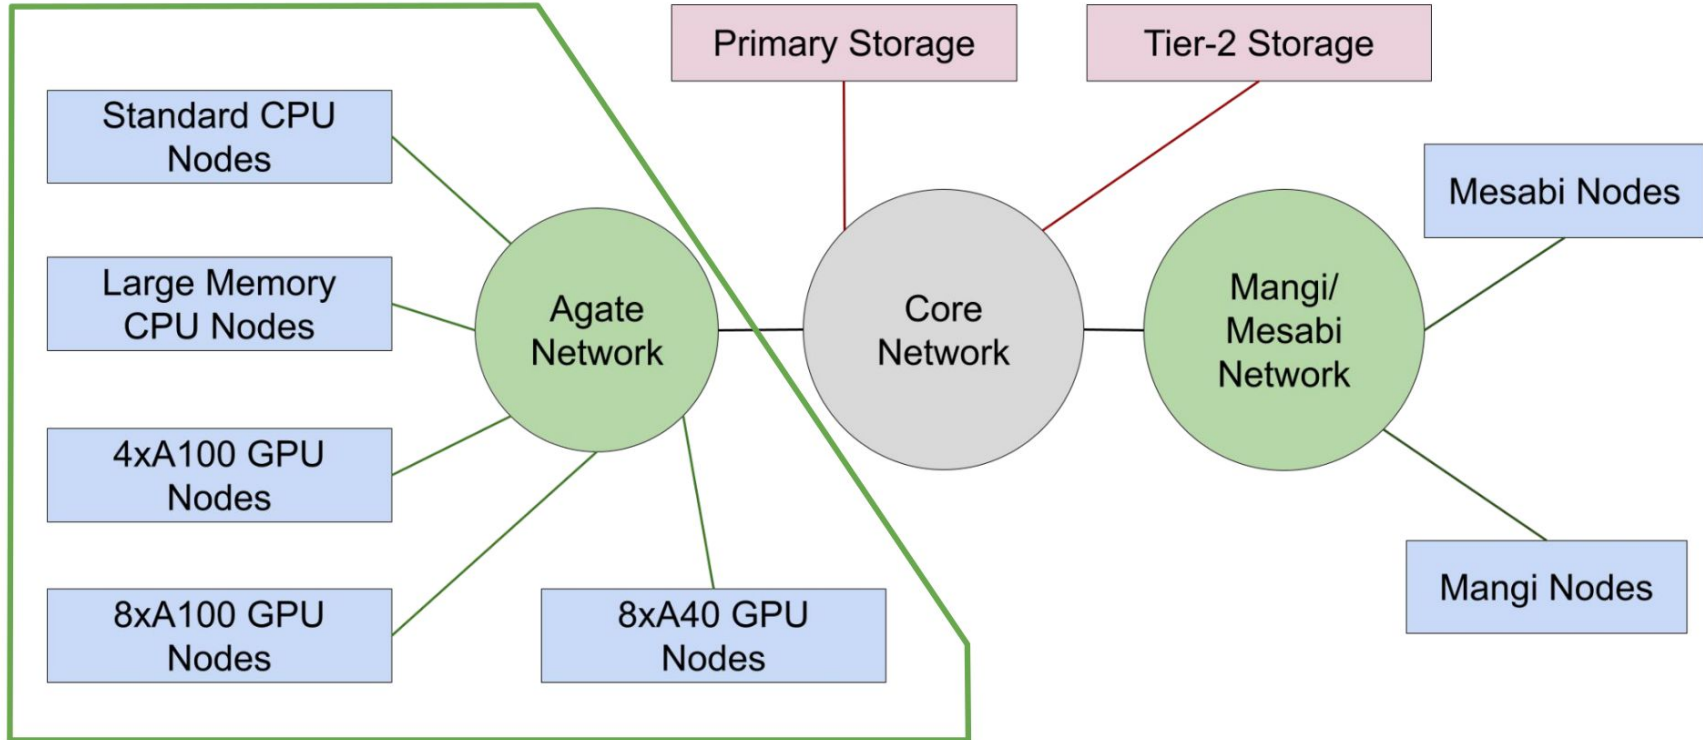 Primary Storage
Tier-2 Storage
Standard CPU
Nodes
Mesabi Nodes
Large Memory
CPU Nodes
Agate
Network
Core
Network
Mangi/
Mesabi
Network
4xA100 GPU
Nodes
8xA100 GPU
Nodes
8xA40 GPU
Nodes
Mangi Nodes